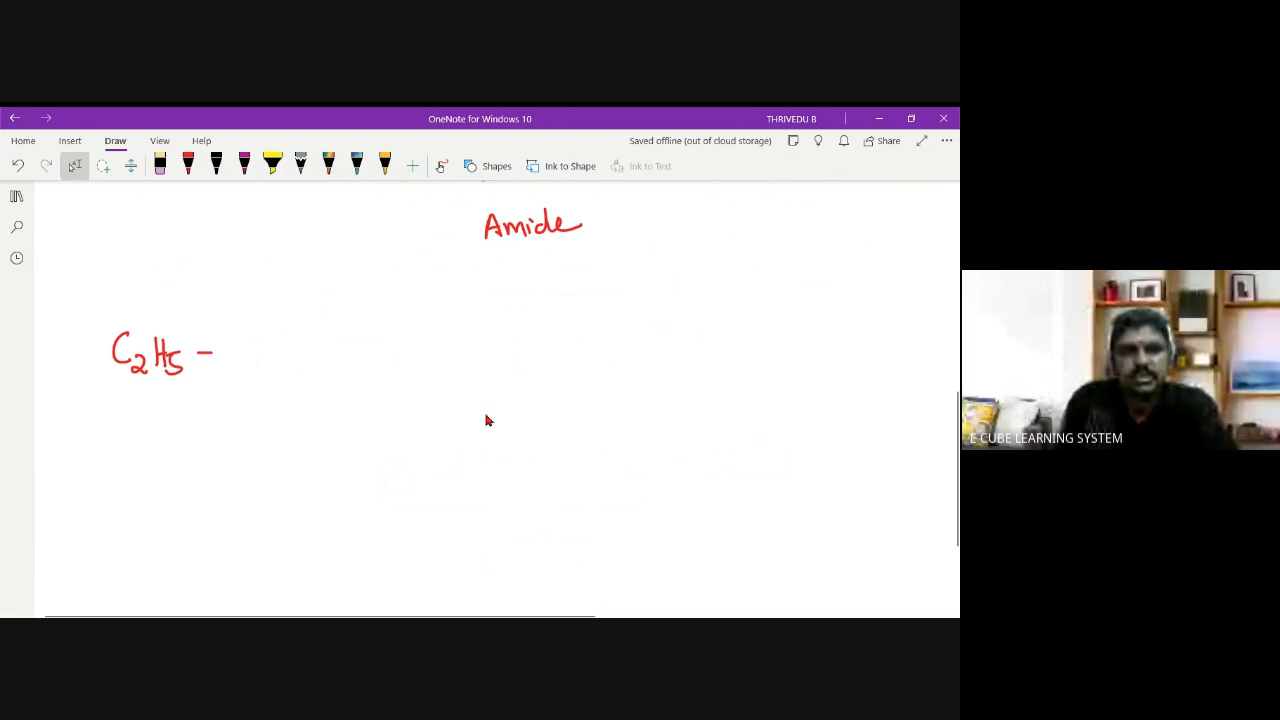 OneNote for Windows 10
THRIVEDU B
Home Insert Draw View Help
Saved offline (out of cloud storage)
Share
Shapes
Ink to Shape
Ink to Text
Amide
C₂H₅ –
E CUBE LEARNING SYSTEM